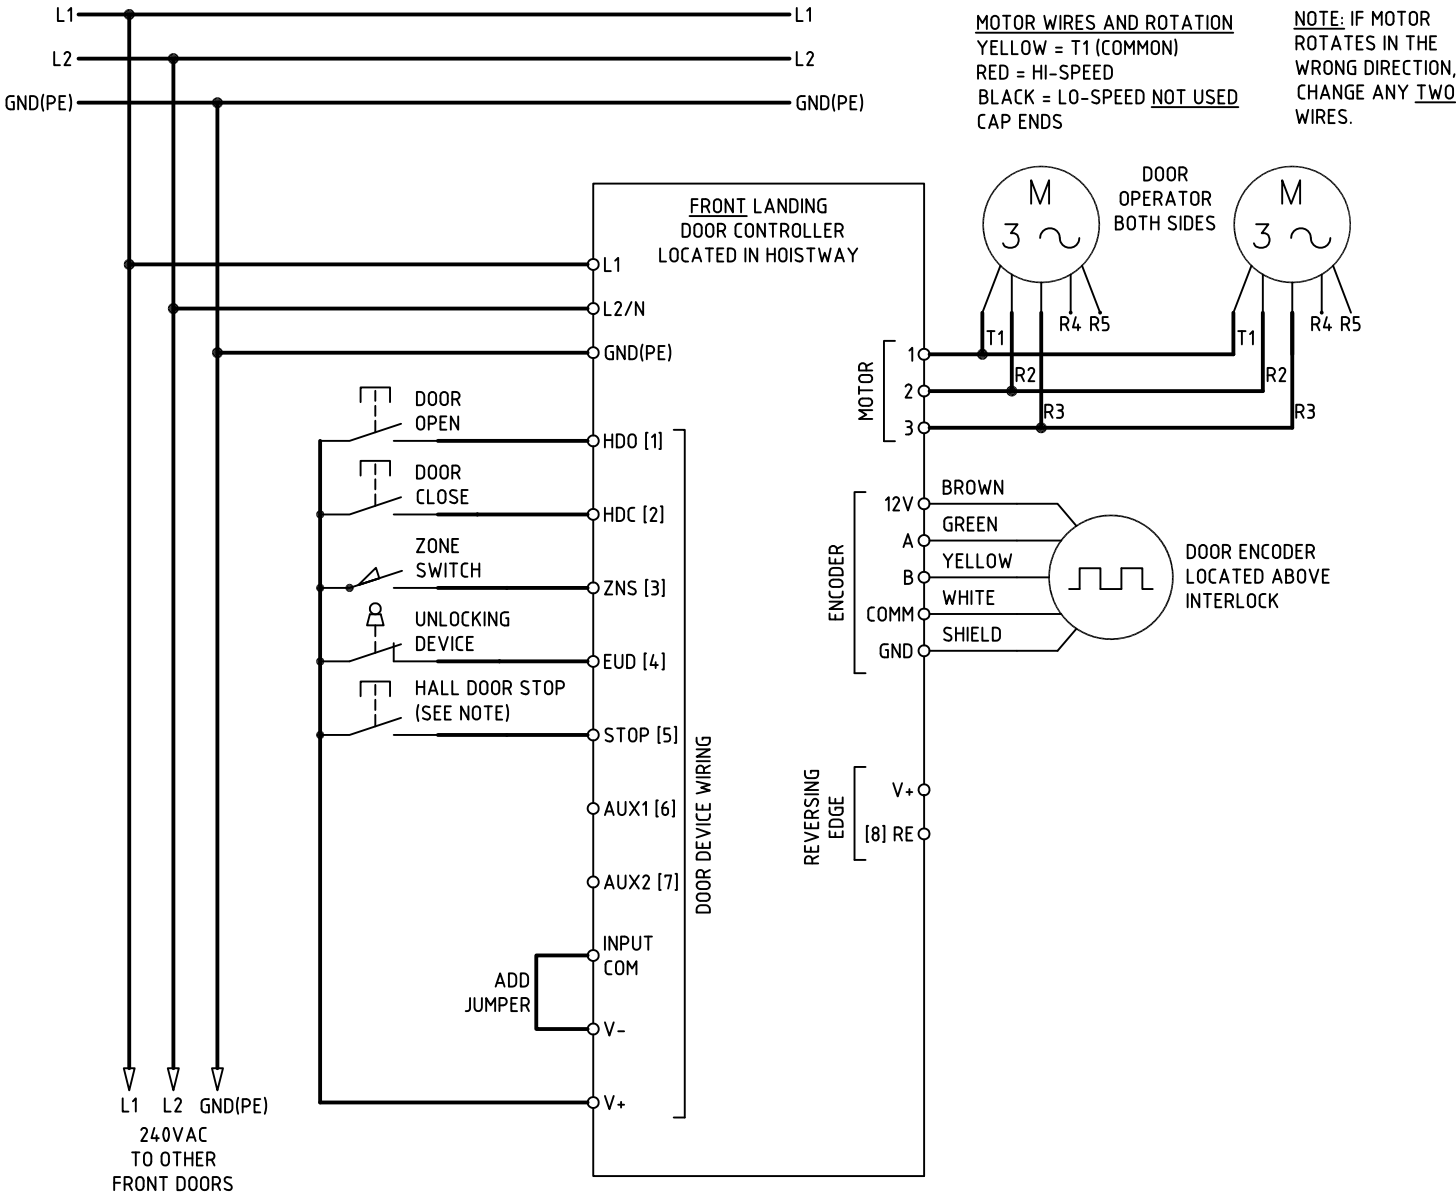 L1
L1
L2
L2
GND(PE)
GND(PE)
MOTOR WIRES AND ROTATION
YELLOW = T1 (COMMON)
RED = HI-SPEED
BLACK = LO-SPEED NOT USED
CAP ENDS
NOTE: IF MOTOR
ROTATES IN THE
WRONG DIRECTION,
CHANGE ANY TWO
WIRES.
FRONT LANDING
DOOR CONTROLLER
LOCATED IN HOISTWAY
L1
L2/N
GND(PE)
M
3
DOOR
OPERATOR
BOTH SIDES
M
3
T1
R2
R3
R4 R5
T1
R2
R3
R4 R5
MOTOR
1
2
3
DOOR
OPEN
HDO [1]
DOOR
CLOSE
HDC [2]
ZONE
SWITCH
ZNS [3]
UNLOCKING
DEVICE
EUD [4]
HALL DOOR STOP
(SEE NOTE)
STOP [5]
AUX1 [6]
AUX2 [7]
INPUT
COM
ADD
JUMPER
V-
V+
DOOR DEVICE WIRING
ENCODER
12V
BROWN
A
GREEN
B
YELLOW
COMM
WHITE
GND
SHIELD
DOOR ENCODER
LOCATED ABOVE
INTERLOCK
REVERSING
EDGE
V+
[8] RE
L1 L2 GND(PE)
240VAC
TO OTHER
FRONT DOORS